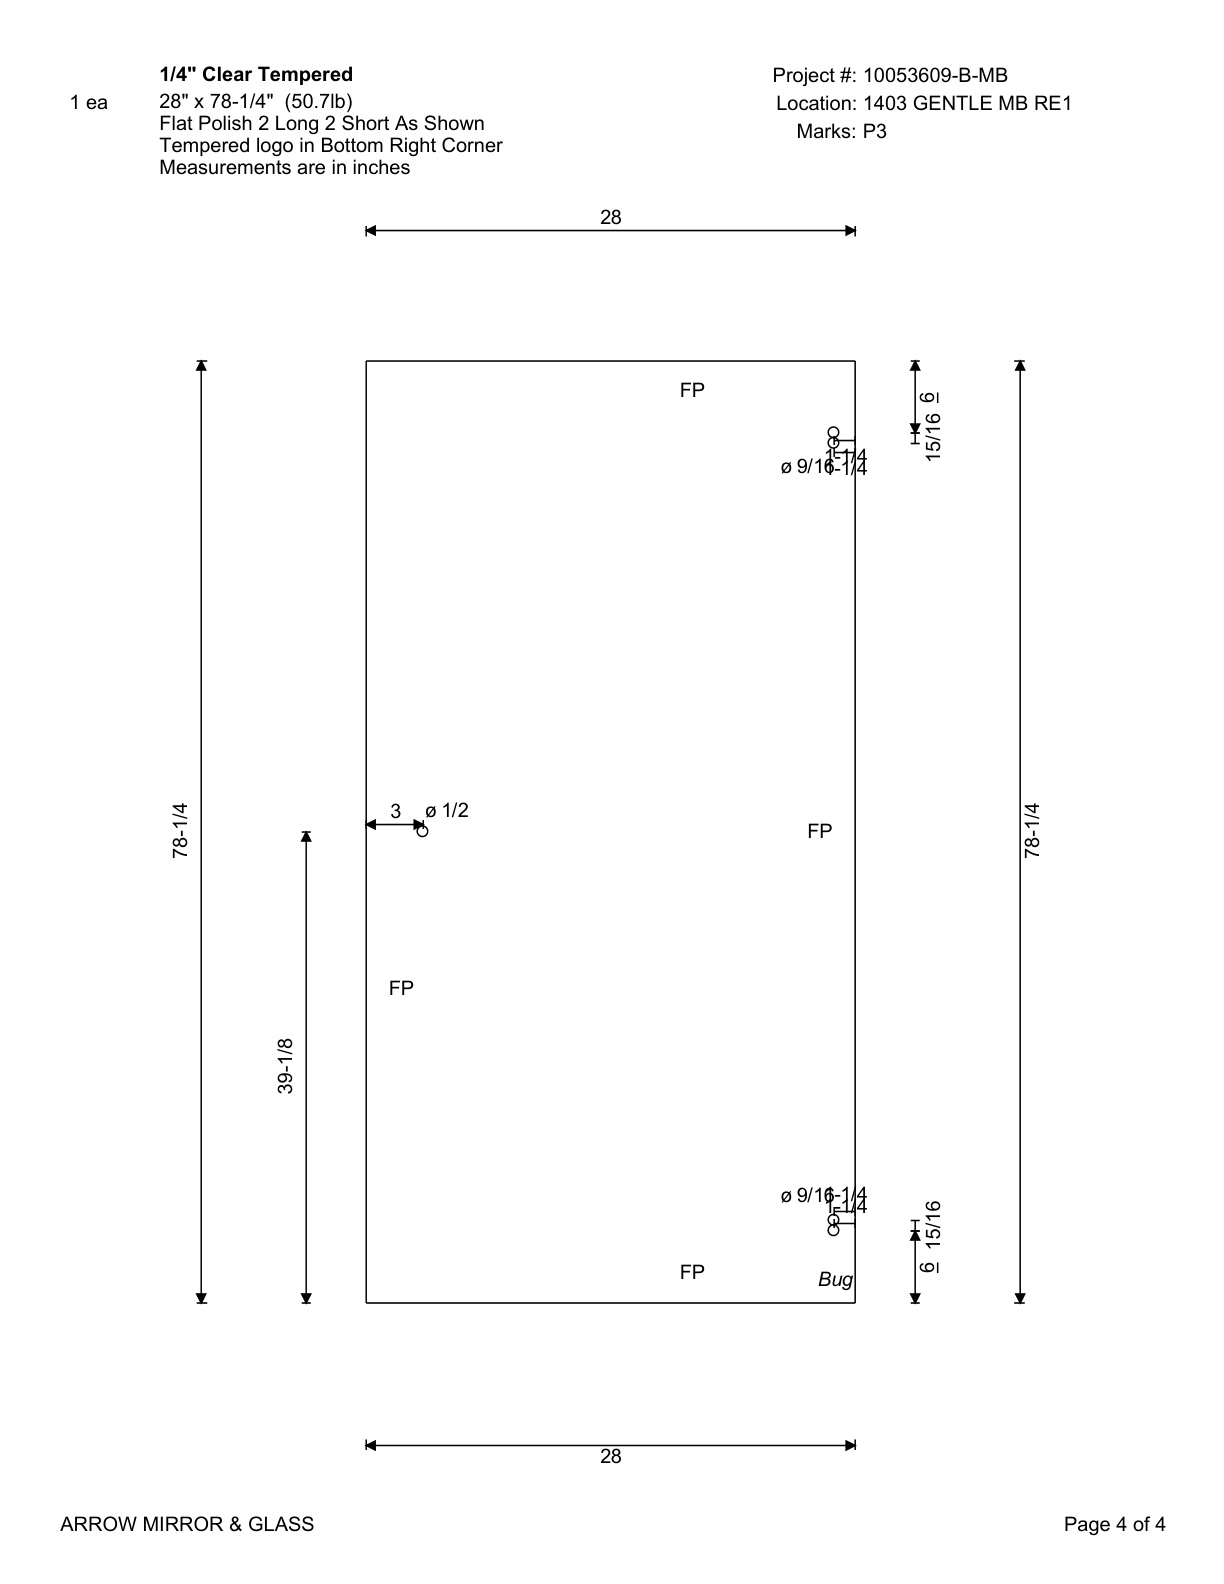 1/4" Clear Tempered
1 ea
28" x 78-1/4" (50.7lb)
Flat Polish 2 Long 2 Short As Shown
Tempered logo in Bottom Right Corner
Measurements are in inches
Project #: 10053609-B-MB
Location: 1403 GENTLE MB RE1
Marks: P3
28
FP
6
15/16
1-1/4
ø 9/16
1-1/4
3
ø 1/2
78-1/4
FP
78-1/4
FP
39-1/8
ø 9/16
1-1/4
1-1/4
15/16
6
FP
Bug
28
ARROW MIRROR & GLASS
Page 4 of 4